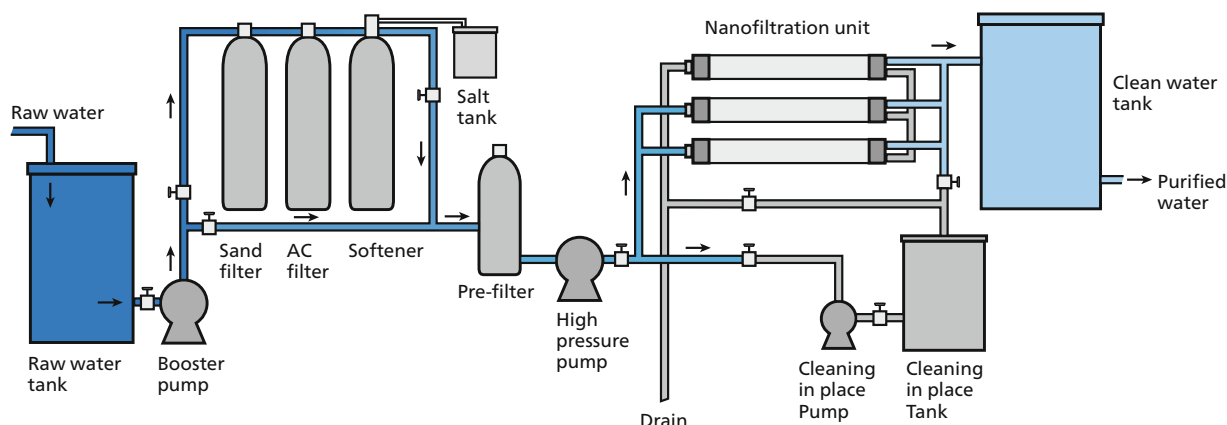 Nanofiltration unit
Raw water
Salt
tank
Clean water
tank
Purified
water
Sand
filter
AC
filter
Softener
Pre-filter
High
pressure
pump
Raw water
tank
Booster
pump
Cleaning
in place
Pump
Cleaning
in place
Tank
Drain